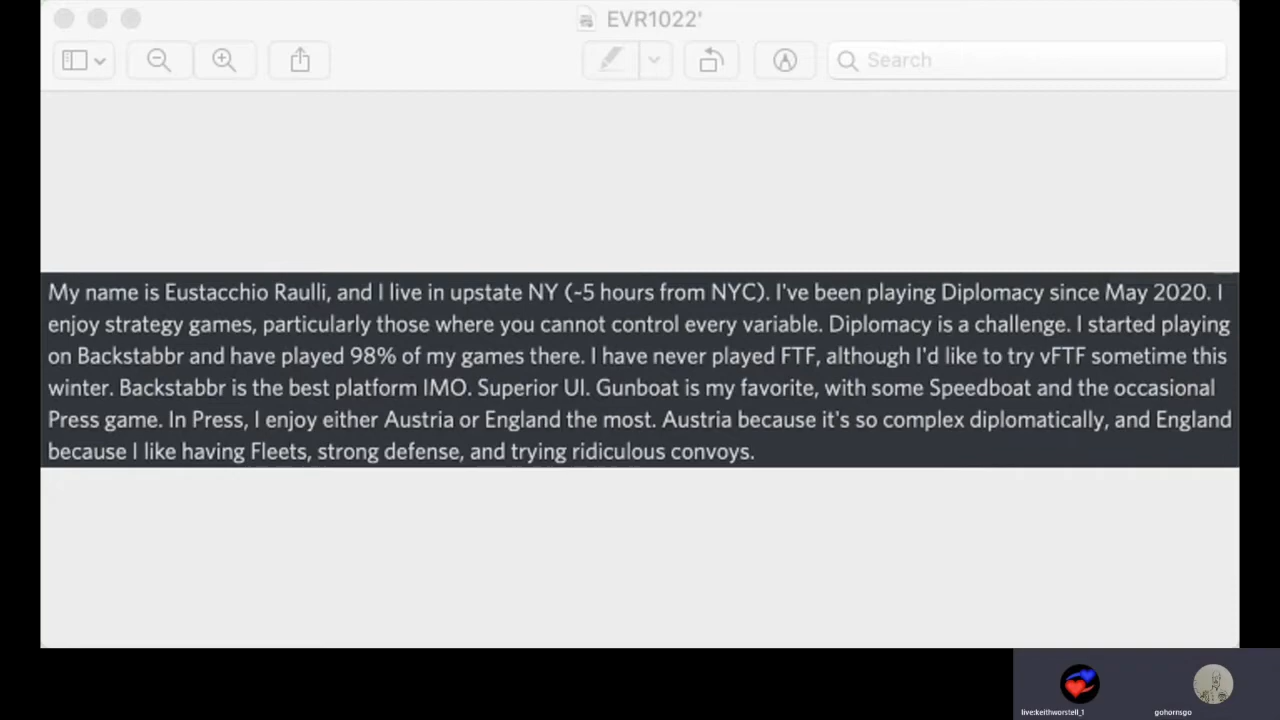 EVR1022'
Search
My name is Eustacchio Raulli, and I live in upstate NY (~5 hours from NYC). I've been playing Diplomacy since May 2020. I
enjoy strategy games, particularly those where you cannot control every variable. Diplomacy is a challenge. I started playing
on Backstabbr and have played 98% of my games there. I have never played FTF, although I'd like to try vFTF sometime this
winter. Backstabbr is the best platform IMO. Superior UI. Gunboat is my favorite, with some Speedboat and the occasional
Press game. In Press, I enjoy either Austria or England the most. Austria because it's so complex diplomatically, and England
because I like having Fleets, strong defense, and trying ridiculous convoys.
live:keithworstell_1
gohornsgo